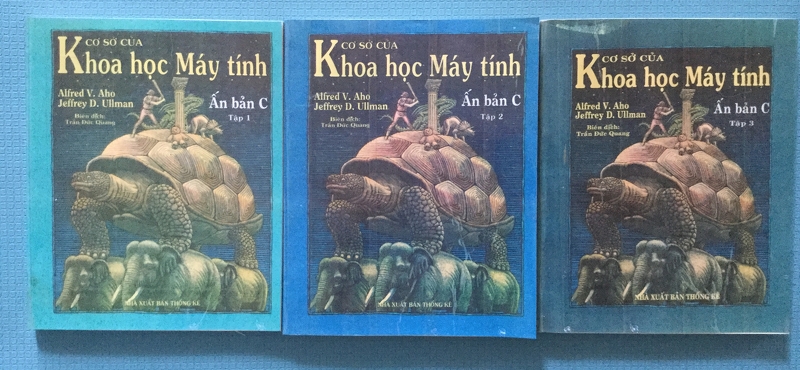 CƠ SỞ CỦA
Khoa học Máy tính
Alfred V. Aho
Jeffrey D. Ullman
Ấn bản C
Tập 1
Biên dịch:
Trần Đức Quang
NHÀ XUẤT BẢN THỐNG KÊ
CƠ SỞ CỦA
Khoa học Máy tính
Alfred V. Aho
Jeffrey D. Ullman
Ấn bản C
Tập 2
Biên dịch:
Trần Đức Quang
NHÀ XUẤT BẢN THỐNG KÊ
CƠ SỞ CỦA
Khoa học Máy tính
Alfred V. Aho
Jeffrey D. Ullman
Ấn bản C
Tập 3
Biên dịch:
Trần Đức Quang
NHÀ XUẤT BẢN THỐNG KÊ